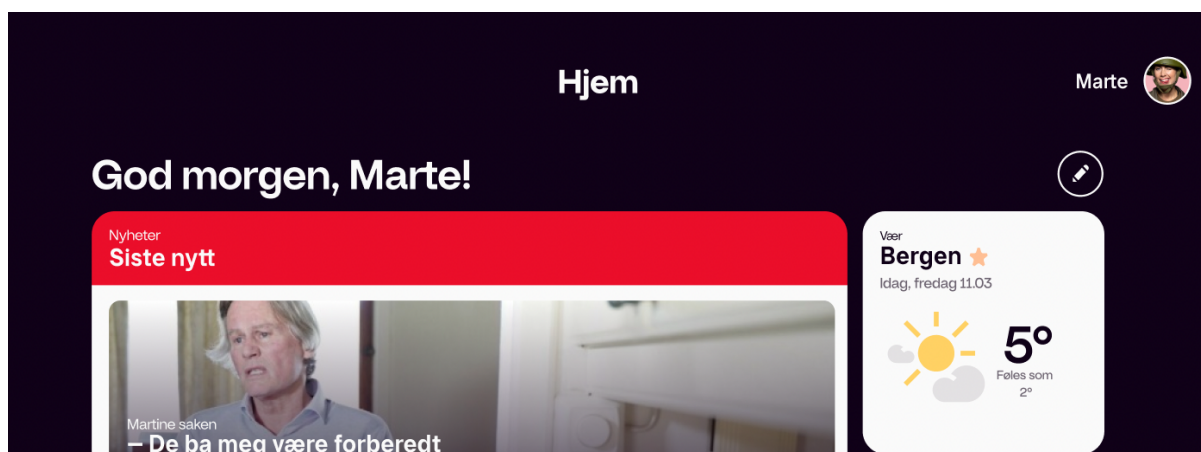 Hjem
Marte
God morgen, Marte!
Nyheter
Siste nytt
Martine saken
– De ba meg være forberedt
Vær
Bergen
Idag, fredag 11.03
5°
Føles som
2°